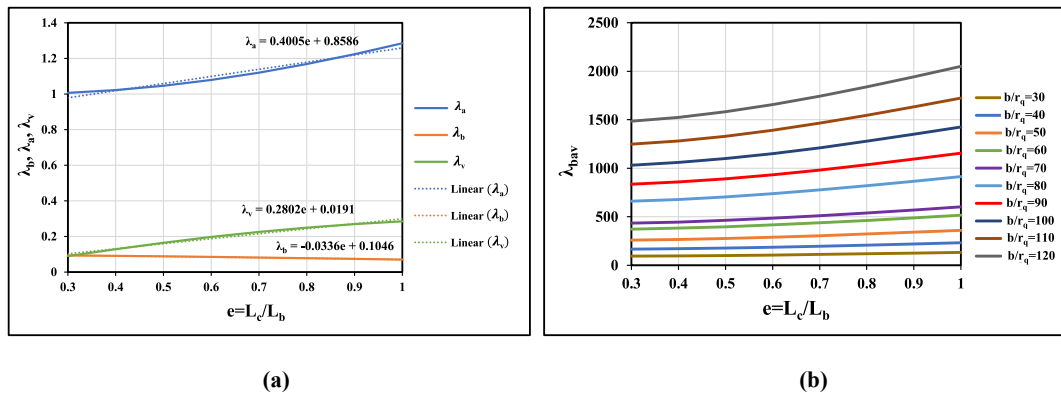 1.4
1.2
1
0.8
0.6
0.4
0.2
0
0.3 0.4 0.5 0.6 0.7 0.8 0.9 1
λb, λa, λv
e=Lc/Lb
λa = 0.4005e + 0.8586
λv = 0.2802e + 0.0191
λb = -0.0336e + 0.1046
λa
λb
λv
Linear (λa)
Linear (λb)
Linear (λv)
(a)
2500
2000
1500
1000
500
0
0.3 0.4 0.5 0.6 0.7 0.8 0.9 1
λbav
e=Lc/Lb
b/rq=30
b/rq=40
b/rq=50
b/rq=60
b/rq=70
b/rq=80
b/rq=90
b/rq=100
b/rq=110
b/rq=120
(b)